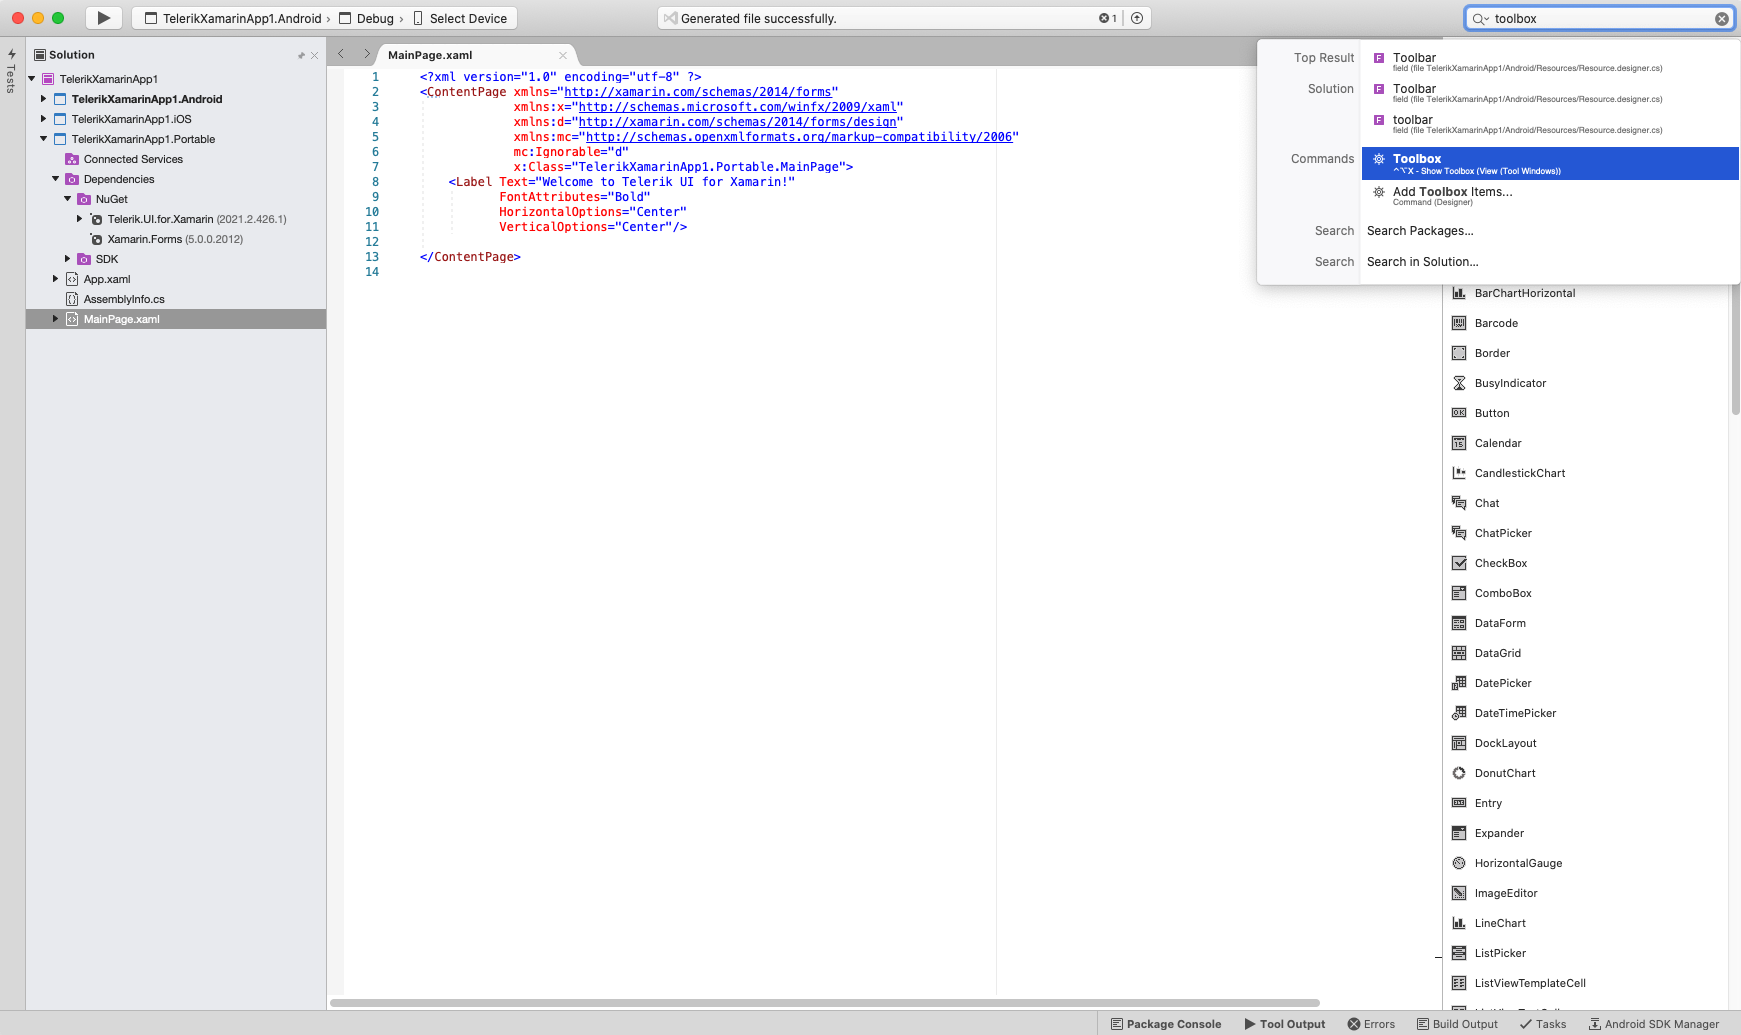 TelerikXamarinApp1.Android › Debug › Select Device
Generated file successfully.
1
toolbox
Tests
Solution
TelerikXamarinApp1
TelerikXamarinApp1.Android
TelerikXamarinApp1.iOS
TelerikXamarinApp1.Portable
Connected Services
Dependencies
NuGet
Telerik.UI.for.Xamarin (2021.2.426.1)
Xamarin.Forms (5.0.0.2012)
SDK
App.xaml
AssemblyInfo.cs
MainPage.xaml
MainPage.xaml
1 <?xml version="1.0" encoding="utf-8" ?>
2 <ContentPage xmlns="http://xamarin.com/schemas/2014/forms"
3 xmlns:x="http://schemas.microsoft.com/winfx/2009/xaml"
4 xmlns:d="http://xamarin.com/schemas/2014/forms/design"
5 xmlns:mc="http://schemas.openxmlformats.org/markup-compatibility/2006"
6 mc:Ignorable="d"
7 x:Class="TelerikXamarinApp1.Portable.MainPage">
8 <Label Text="Welcome to Telerik UI for Xamarin!"
9 FontAttributes="Bold"
10 HorizontalOptions="Center"
11 VerticalOptions="Center"/>
12
13 </ContentPage>
14
Top Result Toolbar
field (file TelerikXamarinApp1/Android/Resources/Resource.designer.cs)
Solution Toolbar
field (file TelerikXamarinApp1/Android/Resources/Resource.designer.cs)
toolbar
field (file TelerikXamarinApp1/Android/Resources/Resource.designer.cs)
Commands Toolbox
⌃⌥X - Show Toolbox (View (Tool Windows))
Add Toolbox Items...
Command (Designer)
Search Search Packages...
Search Search in Solution...
BarChartHorizontal
Barcode
Border
BusyIndicator
Button
Calendar
CandlestickChart
Chat
ChatPicker
CheckBox
ComboBox
DataForm
DataGrid
DatePicker
DateTimePicker
DockLayout
DonutChart
Entry
Expander
HorizontalGauge
ImageEditor
LineChart
ListPicker
ListViewTemplateCell
Package Console Tool Output Errors Build Output Tasks Android SDK Manager